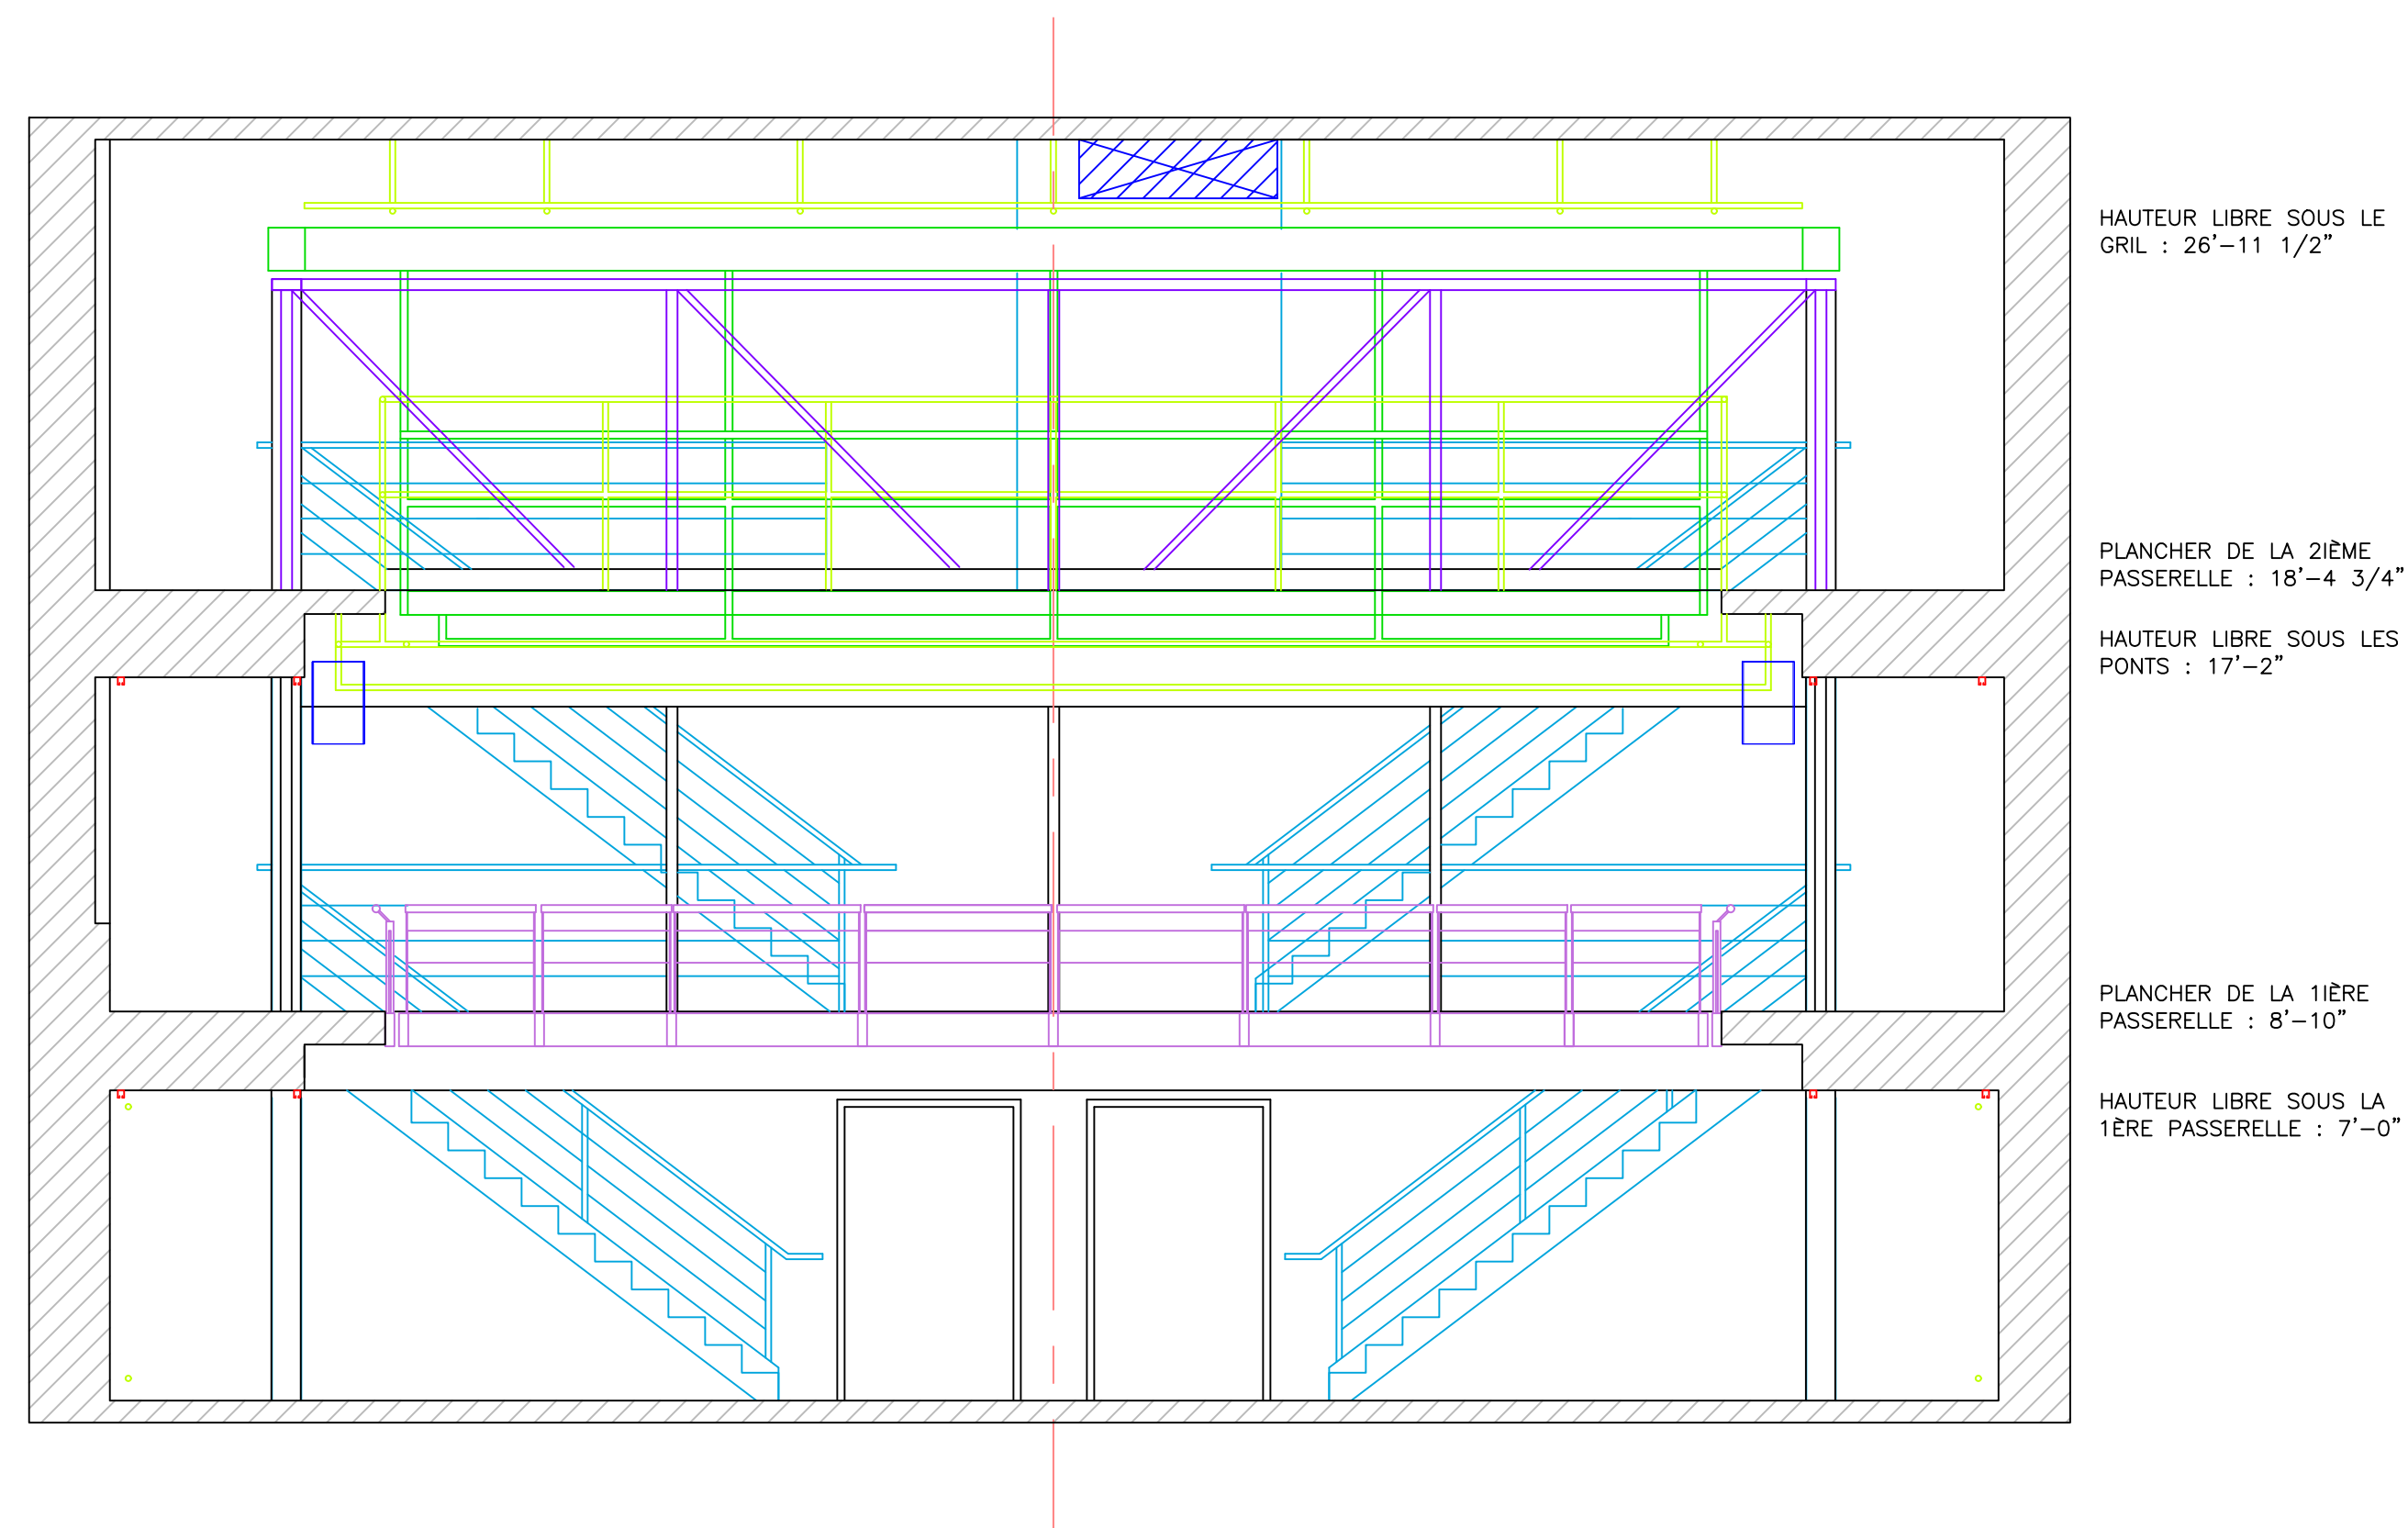 HAUTEUR LIBRE SOUS LE
GRIL : 26'-11 1/2"
PLANCHER DE LA 2IÈME
PASSERELLE : 18'-4 3/4"
HAUTEUR LIBRE SOUS LES
PONTS : 17'-2"
PLANCHER DE LA 1IÈRE
PASSERELLE : 8'-10"
HAUTEUR LIBRE SOUS LA
1ÈRE PASSERELLE : 7'-0"